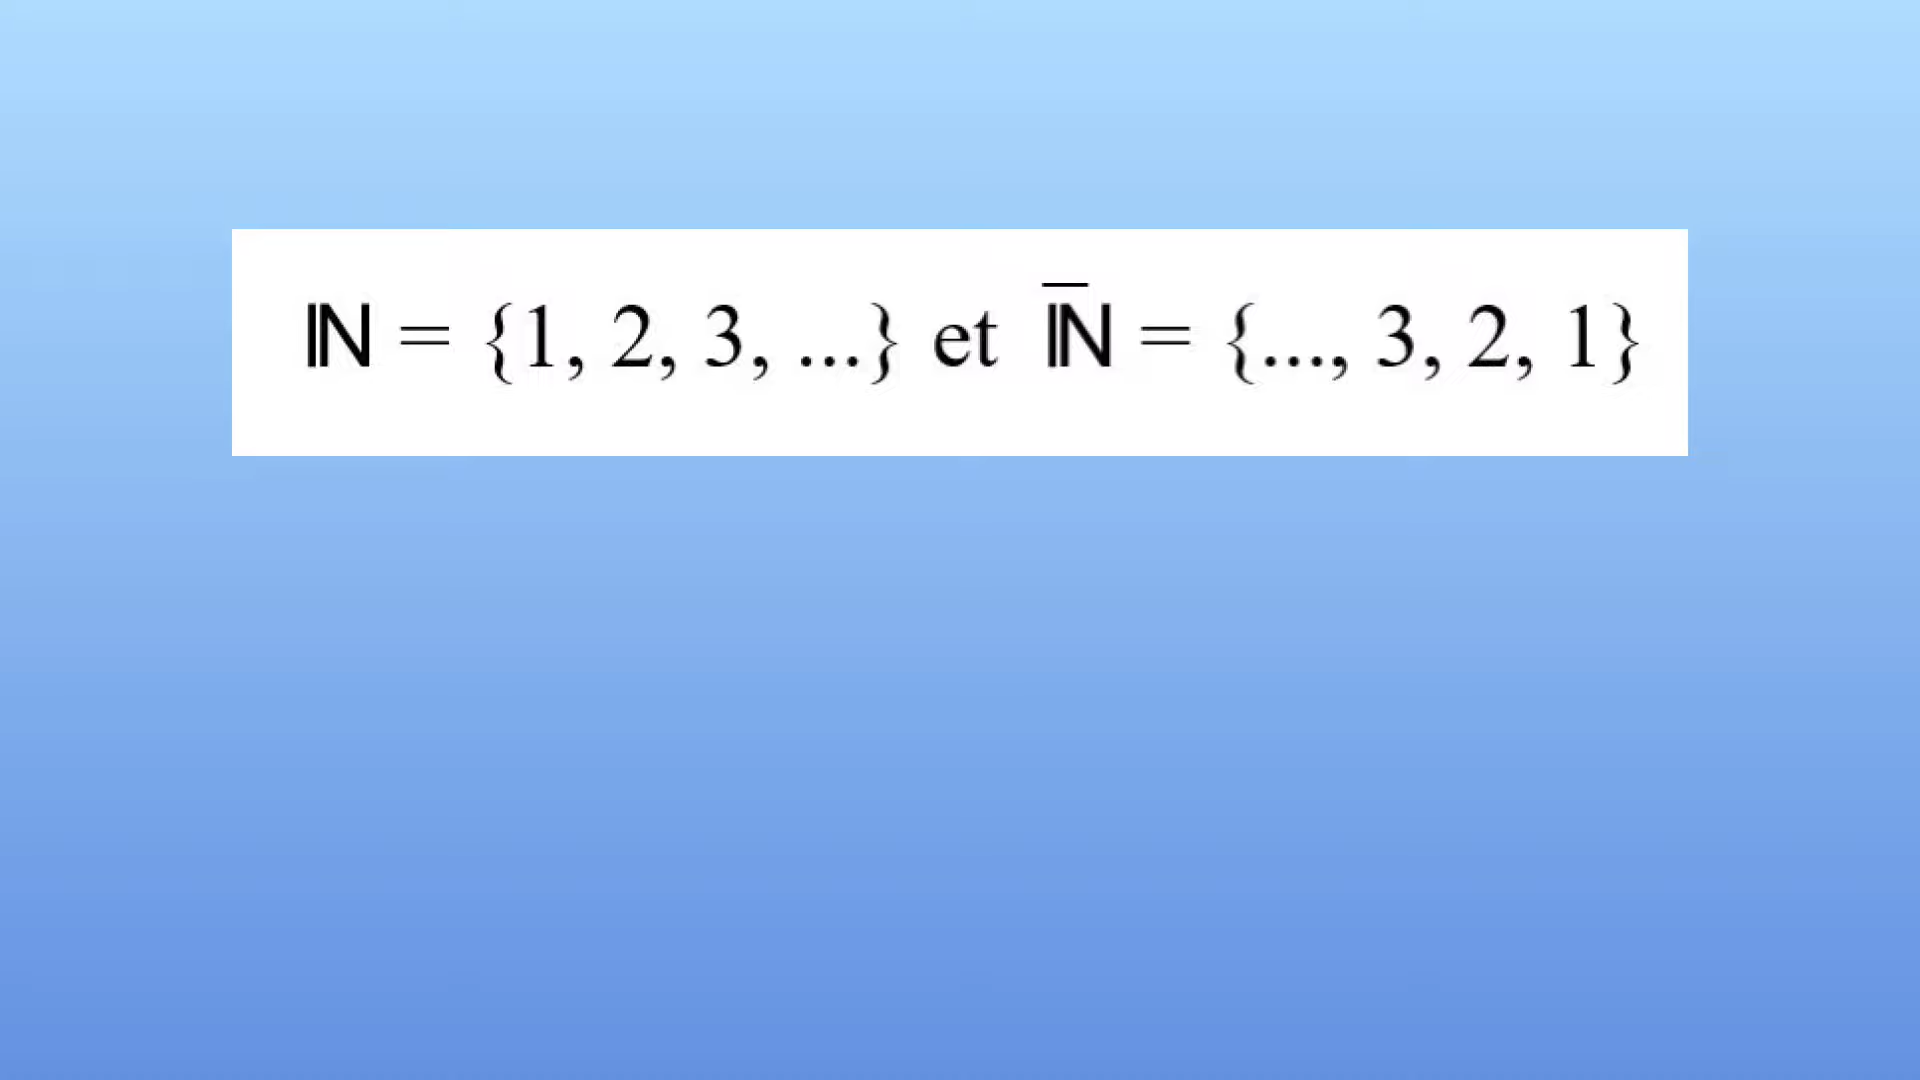 ℕ = {1, 2, 3, ...} et ℕ̅ = {..., 3, 2, 1}